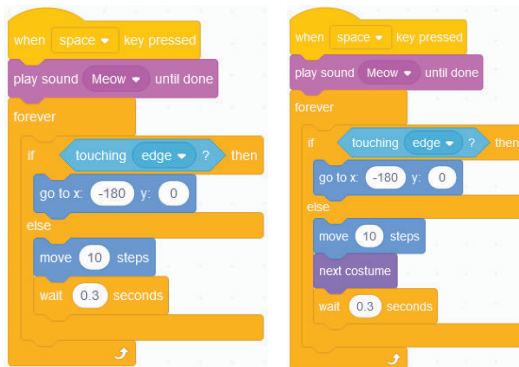 when space key pressed
play sound Meow until done
forever
if touching edge ? then
go to x: -180 y: 0
else
move 10 steps
wait 0.3 seconds
when space key pressed
play sound Meow until done
forever
if touching edge ? then
go to x: -180 y: 0
else
move 10 steps
next costume
wait 0.3 seconds